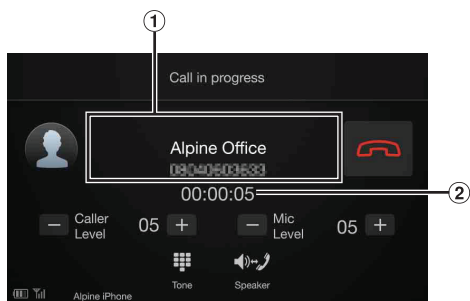 ①
Call in progress
Alpine Office
00:00:05
②
Caller Level
05
Mic Level
05
Tone
Speaker
Alpine iPhone